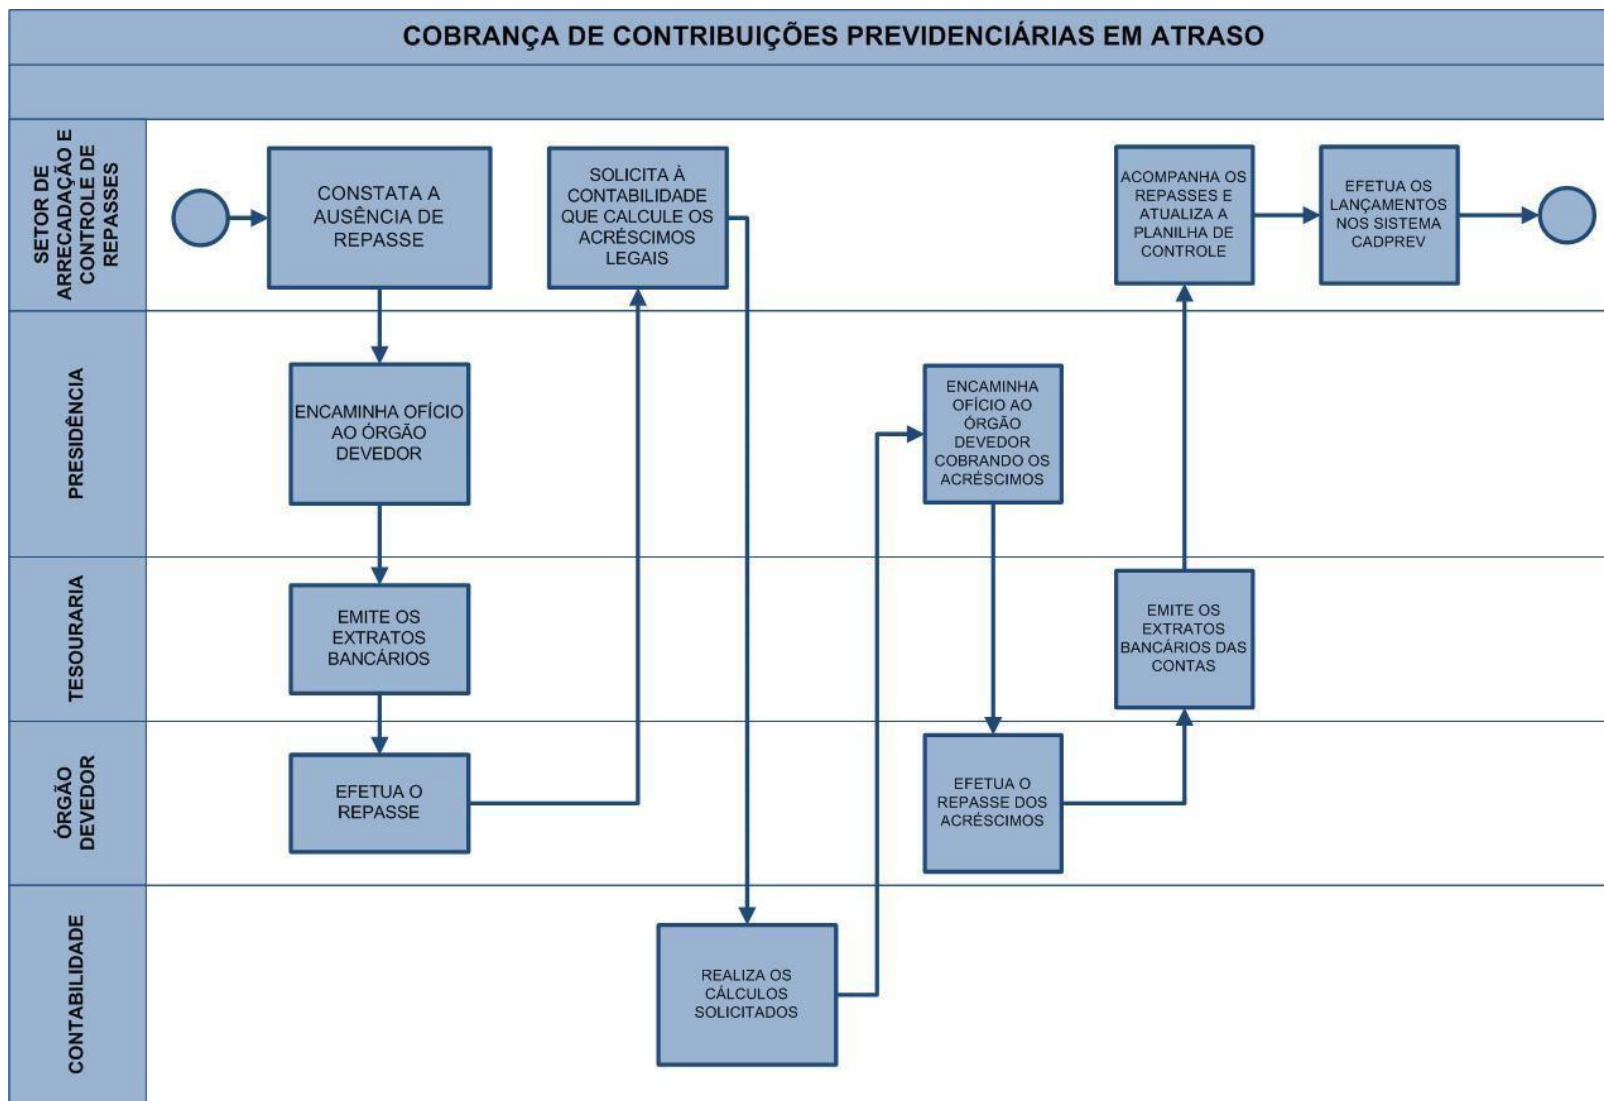 COBRANÇA DE CONTRIBUIÇÕES PREVIDENCIÁRIAS EM ATRASO
SETOR DE
ARRECADAÇÃO E
CONTROLE DE
REPASSES
CONSTATA A
AUSÊNCIA DE
REPASSE
SOLICITA À
CONTABILIDADE
QUE CALCULE OS
ACRÉSCIMOS
LEGAIS
ACOMPANHA OS
REPASSES E
ATUALIZA A
PLANILHA DE
CONTROLE
EFETUA OS
LANÇAMENTOS
NOS SISTEMA
CADPREV
PRESIDÊNCIA
ENCAMINHA OFÍCIO
AO ÓRGÃO
DEVEDOR
ENCAMINHA
OFÍCIO AO
ÓRGÃO
DEVEDOR
COBRANDO OS
ACRÉSCIMOS
TESOURARIA
EMITE OS
EXTRATOS
BANCÁRIOS
EMITE OS
EXTRATOS
BANCÁRIOS DAS
CONTAS
ÓRGÃO
DEVEDOR
EFETUA O
REPASSE
EFETUA O
REPASSE DOS
ACRÉSCIMOS
CONTABILIDADE
REALIZA OS
CÁLCULOS
SOLICITADOS